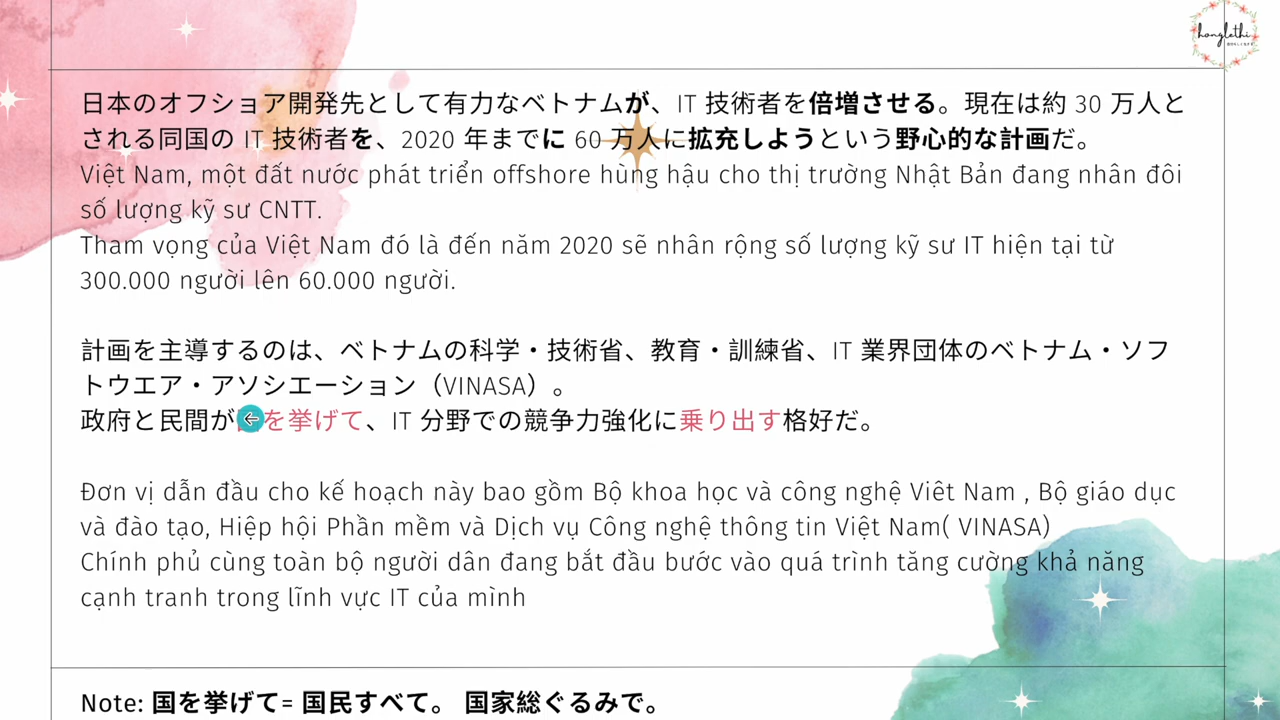 honglethi
日本のオフショア開発先として有力なベトナムが、IT 技術者を倍増させる。現在は約 30 万人と
される同国の IT 技術者を、2020 年までに 60 万人に拡充しようという野心的な計画だ。
Việt Nam, một đất nước phát triển offshore hùng hậu cho thị trường Nhật Bản đang nhân đôi
số lượng kỹ sư CNTT.
Tham vọng của Việt Nam đó là đến năm 2020 sẽ nhân rộng số lượng kỹ sư IT hiện tại từ
300.000 người lên 60.000 người.
計画を主導するのは、ベトナムの科学・技術省、教育・訓練省、IT 業界団体のベトナム・ソフ
トウエア・アソシエーション（VINASA）。
政府と民間が を挙げて、IT 分野での競争力強化に乗り出す格好だ。
Đơn vị dẫn đầu cho kế hoạch này bao gồm Bộ khoa học và công nghệ Viêt Nam , Bộ giáo dục
và đào tạo, Hiệp hội Phần mềm và Dịch vụ Công nghệ thông tin Việt Nam( VINASA)
Chính phủ cùng toàn bộ người dân đang bắt đầu bước vào quá trình tăng cường khả năng
cạnh tranh trong lĩnh vực IT của mình
Note: 国を挙げて= 国民すべて。 国家総ぐるみで。